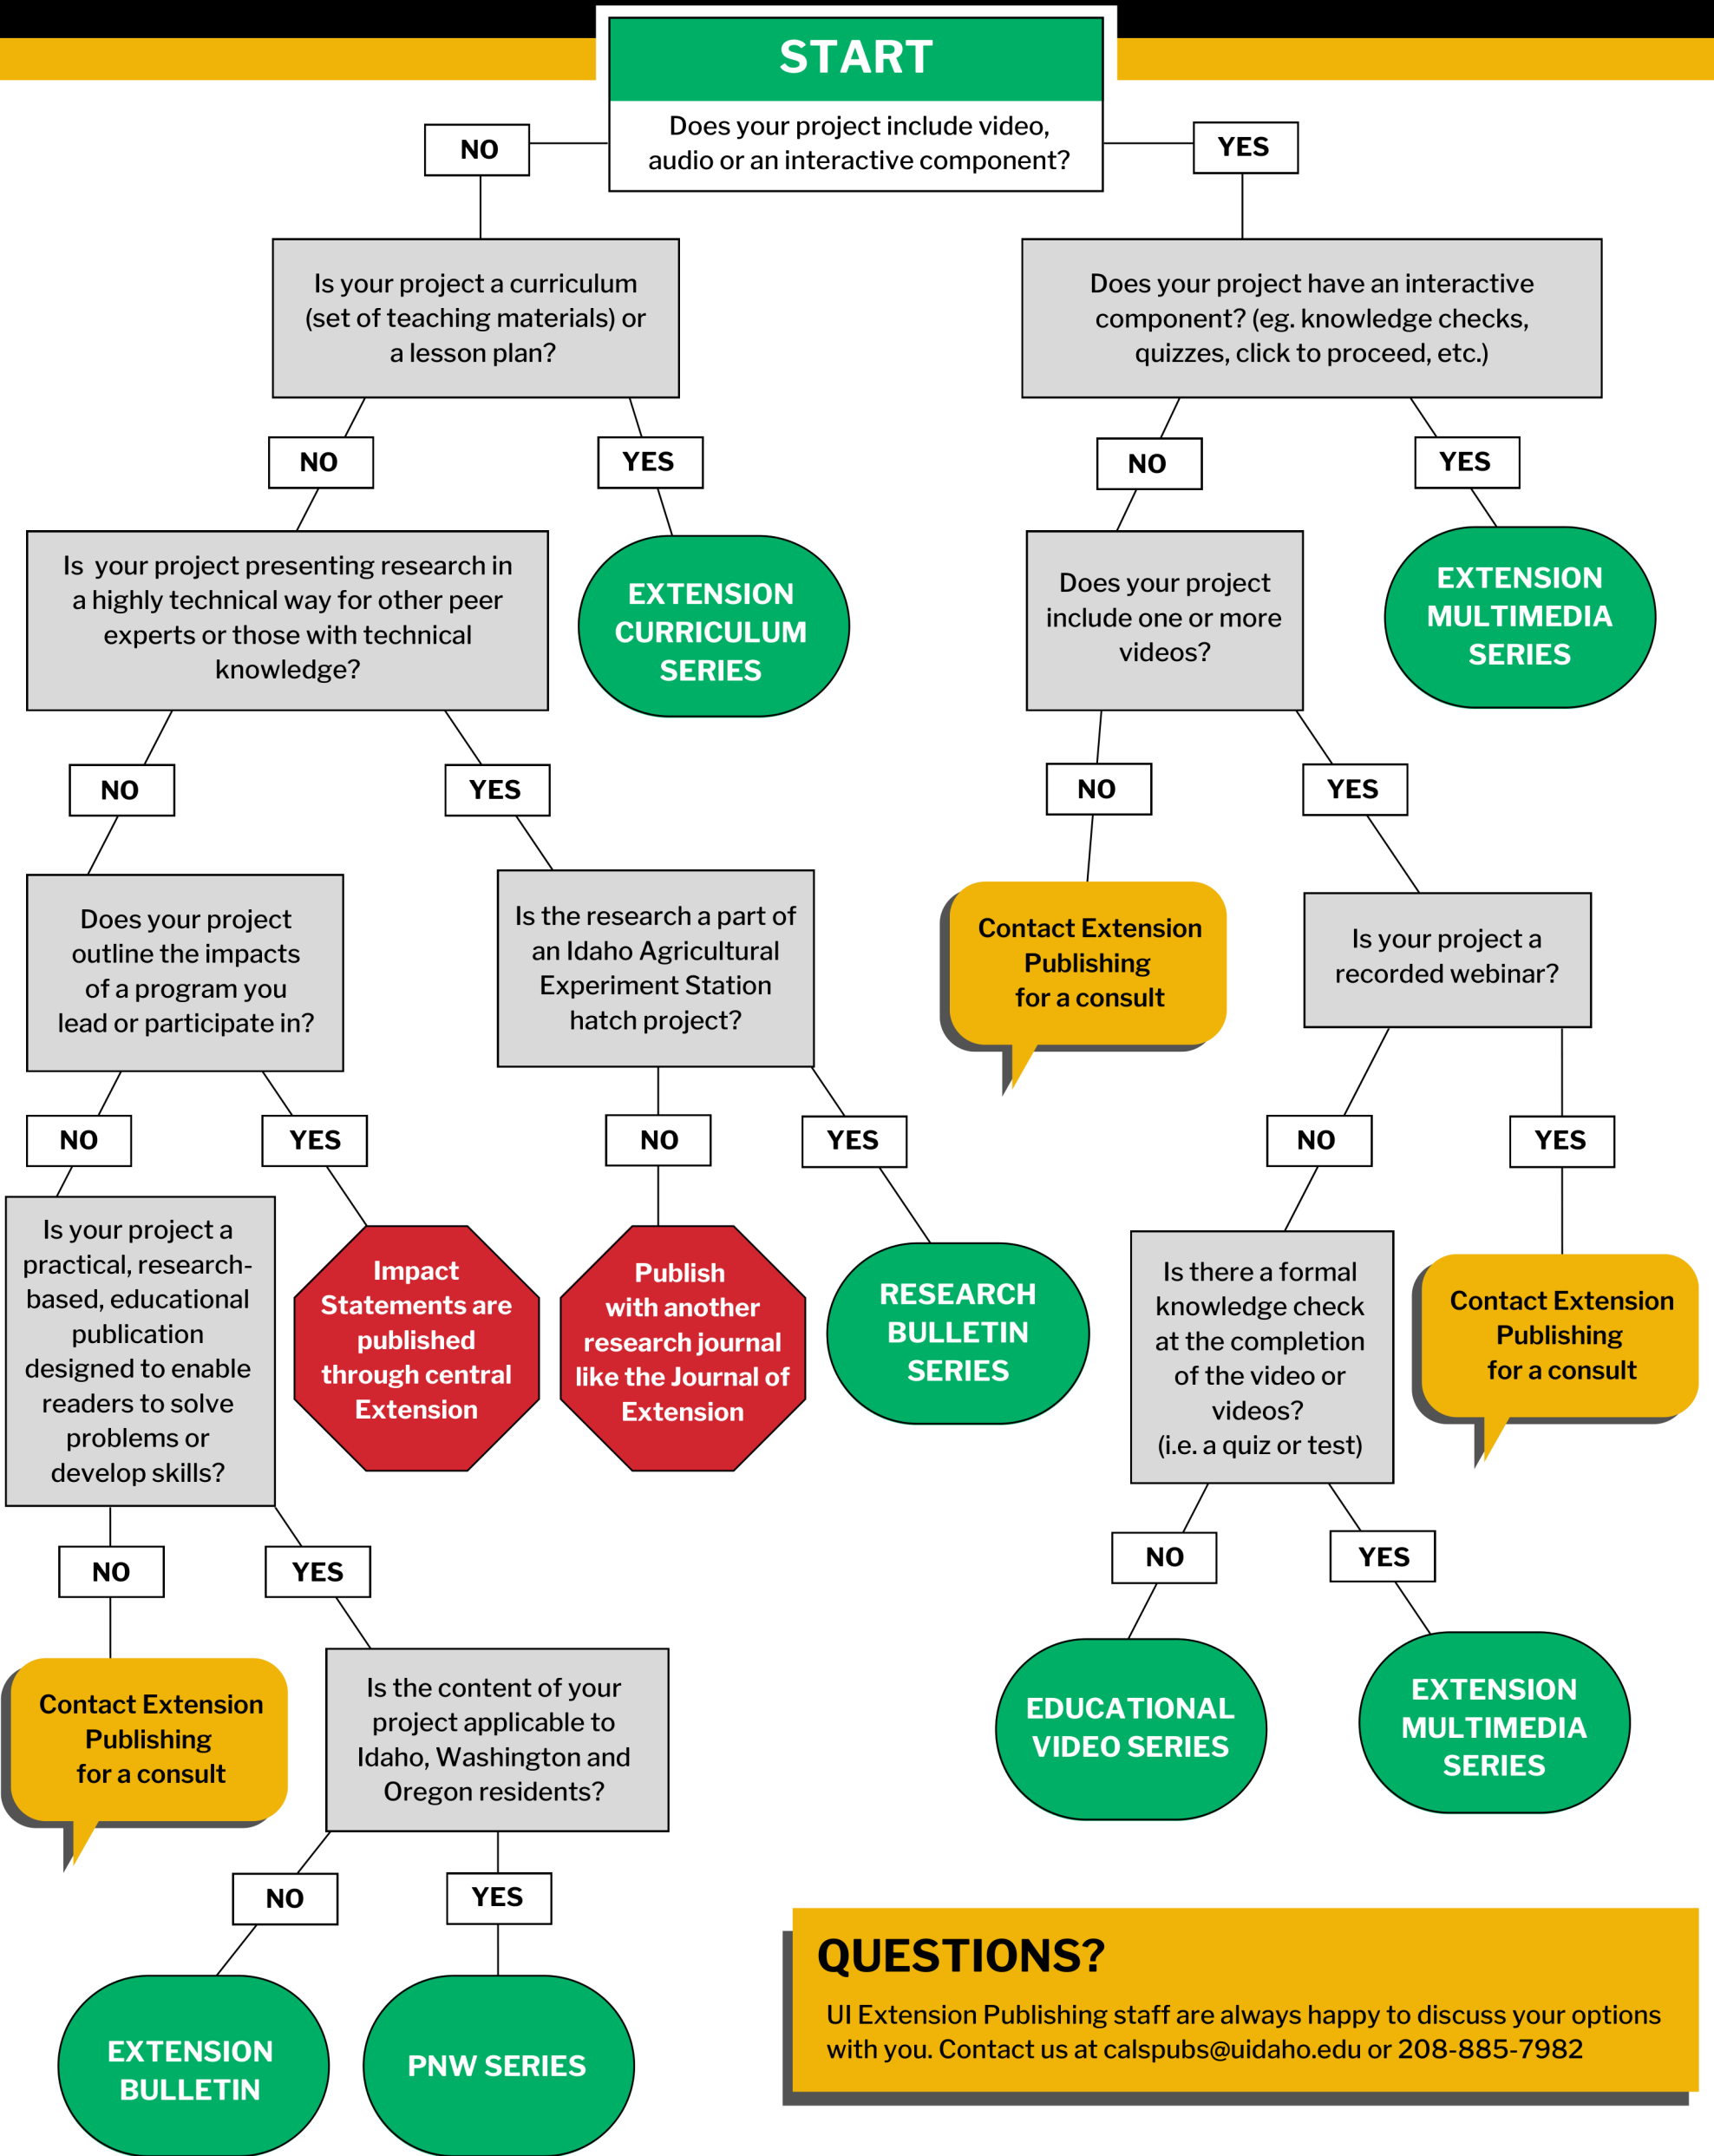 START
Does your project include video,
audio or an interactive component?
NO
YES
Is your project a curriculum
(set of teaching materials) or
a lesson plan?
Does your project have an interactive
component? (eg. knowledge checks,
quizzes, click to proceed, etc.)
NO
YES
NO
YES
Is your project presenting research in
a highly technical way for other peer
experts or those with technical
knowledge?
EXTENSION
CURRICULUM
SERIES
Does your project
include one or more
videos?
EXTENSION
MULTIMEDIA
SERIES
NO
YES
NO
YES
Does your project
outline the impacts
of a program you
lead or participate in?
Is the research a part of
an Idaho Agricultural
Experiment Station
hatch project?
Contact Extension
Publishing
for a consult
Is your project a
recorded webinar?
NO
YES
NO
YES
NO
YES
Is your project a
practical, research-
based, educational
publication
designed to enable
readers to solve
problems or
develop skills?
Impact
Statements are
published
through central
Extension
Publish
with another
research journal
like the Journal of
Extension
RESEARCH
BULLETIN
SERIES
Is there a formal
knowledge check
at the completion
of the video or
videos?
(i.e. a quiz or test)
Contact Extension
Publishing
for a consult
NO
YES
NO
YES
Contact Extension
Publishing
for a consult
Is the content of your
project applicable to
Idaho, Washington and
Oregon residents?
EDUCATIONAL
VIDEO SERIES
EXTENSION
MULTIMEDIA
SERIES
NO
YES
EXTENSION
BULLETIN
PNW SERIES
QUESTIONS?
UI Extension Publishing staff are always happy to discuss your options
with you. Contact us at calspubs@uidaho.edu or 208-885-7982